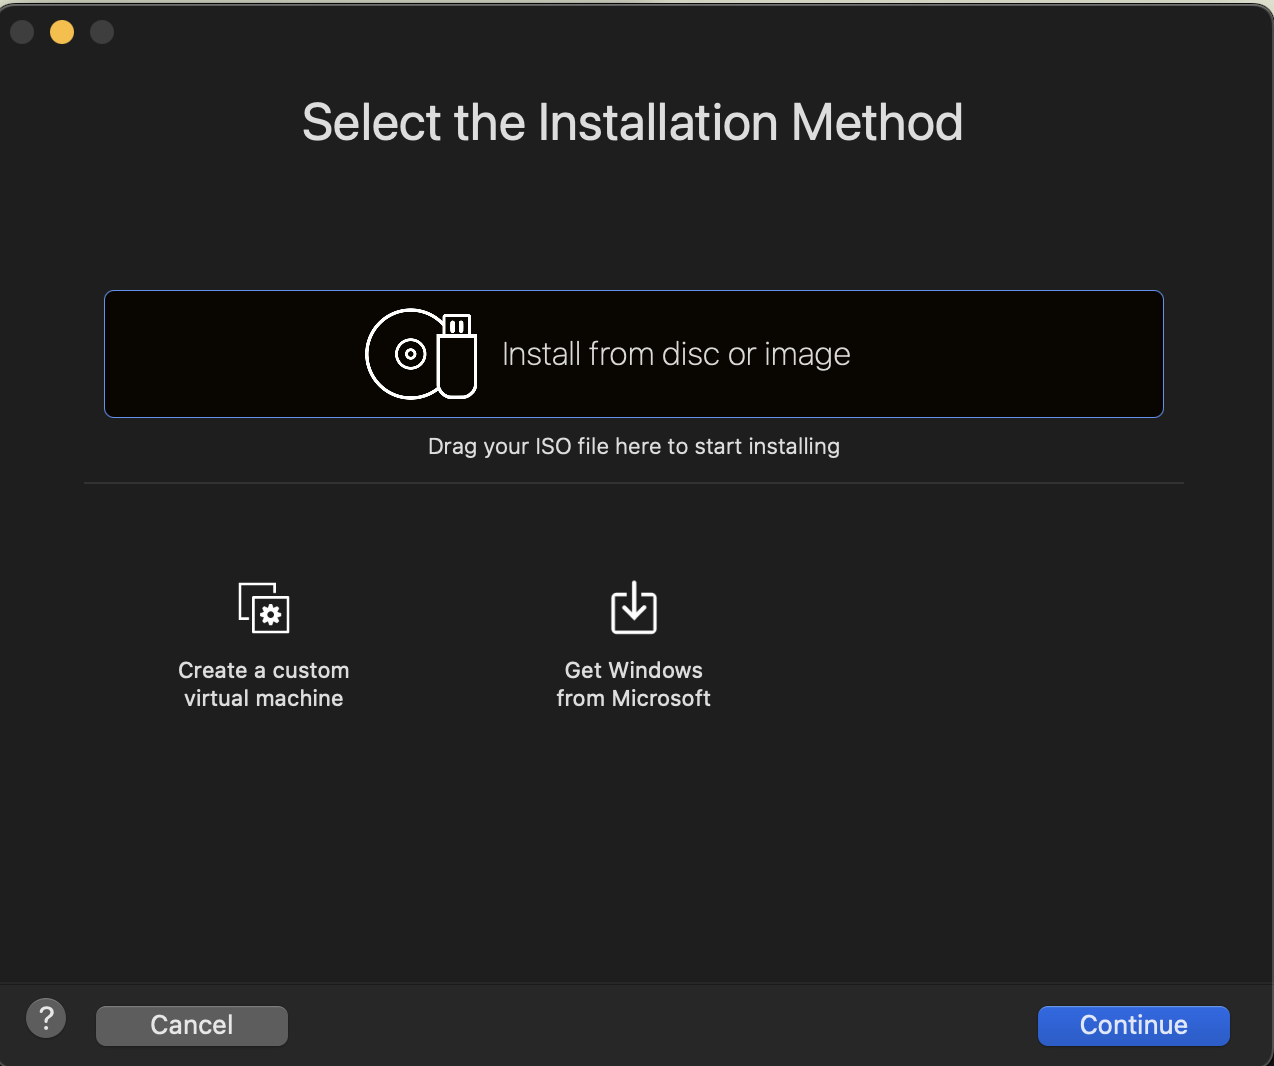 Select the Installation Method
Install from disc or image
Drag your ISO file here to start installing
Create a custom
virtual machine
Get Windows
from Microsoft
?
Cancel
Continue